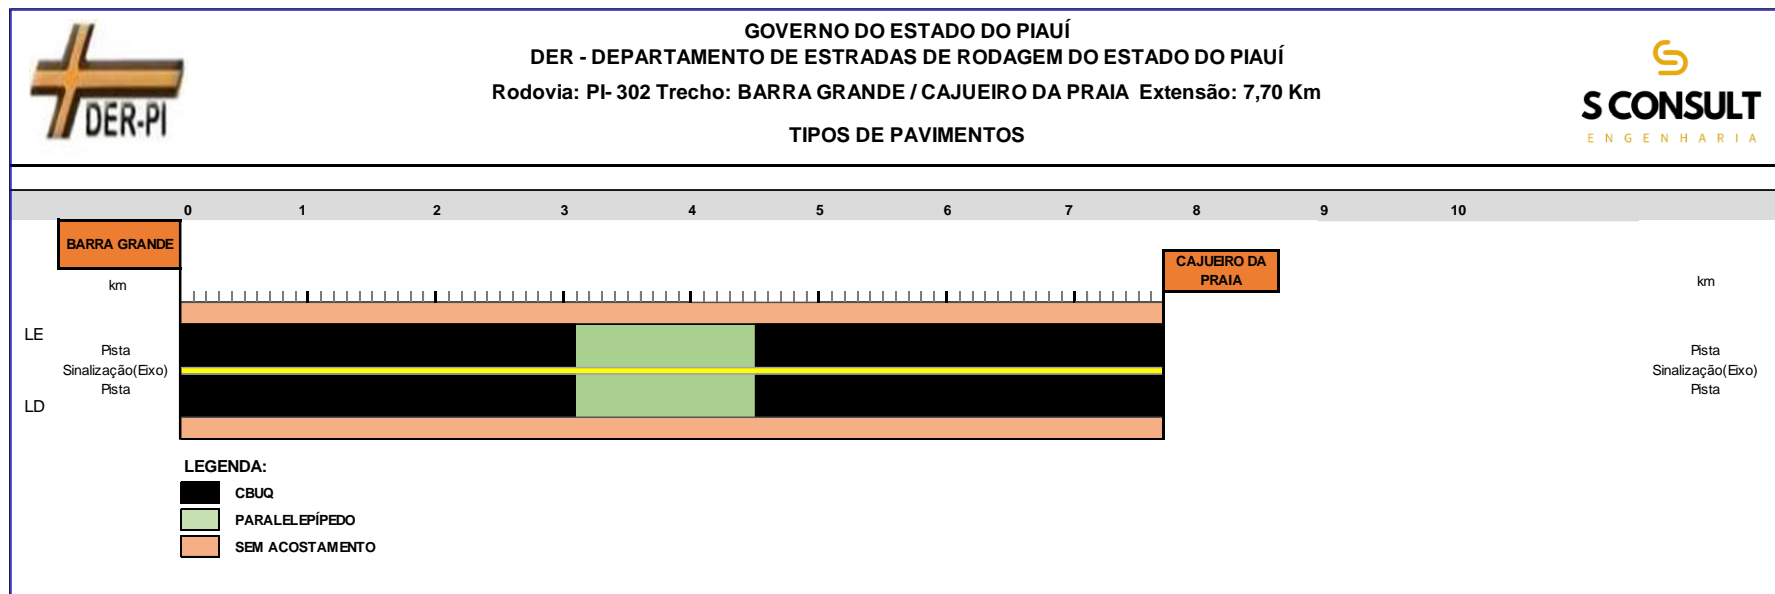 GOVERNO DO ESTADO DO PIAUÍ
DER - DEPARTAMENTO DE ESTRADAS DE RODAGEM DO ESTADO DO PIAUÍ
Rodovia: PI- 302 Trecho: BARRA GRANDE / CAJUEIRO DA PRAIA Extensão: 7,70 Km
TIPOS DE PAVIMENTOS
DER-PI
S CONSULT
ENGENHARIA
0 1 2 3 4 5 6 7 8 9 10
BARRA GRANDE
CAJUEIRO DA
PRAIA
km
km
LE
Pista
Sinalização(Eixo)
Pista
LD
Pista
Sinalização(Eixo)
Pista
LEGENDA:
CBUQ
PARALELEPÍPEDO
SEM ACOSTAMENTO